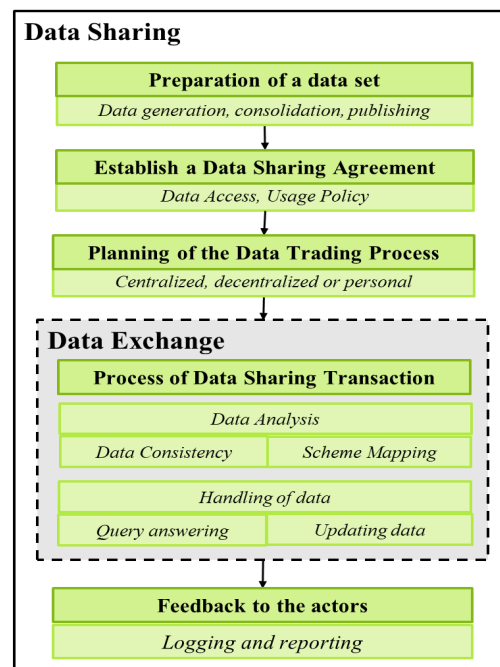 Data Sharing
Preparation of a data set
Data generation, consolidation, publishing
Establish a Data Sharing Agreement
Data Access, Usage Policy
Planning of the Data Trading Process
Centralized, decentralized or personal
Data Exchange
Process of Data Sharing Transaction
Data Analysis
Data Consistency
Scheme Mapping
Handling of data
Query answering
Updating data
Feedback to the actors
Logging and reporting